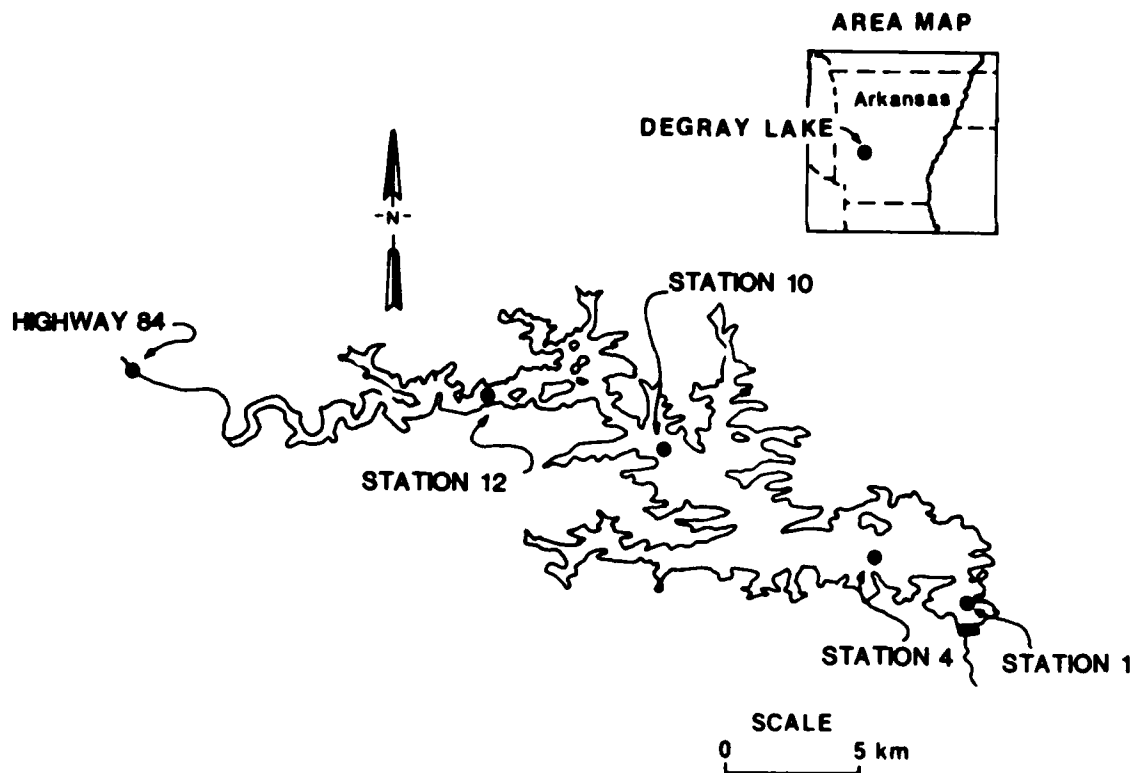 AREA MAP
Arkansas
DEGRAY LAKE
N
STATION 10
HIGHWAY 84
STATION 12
STATION 4
STATION 1
SCALE
0 5 km